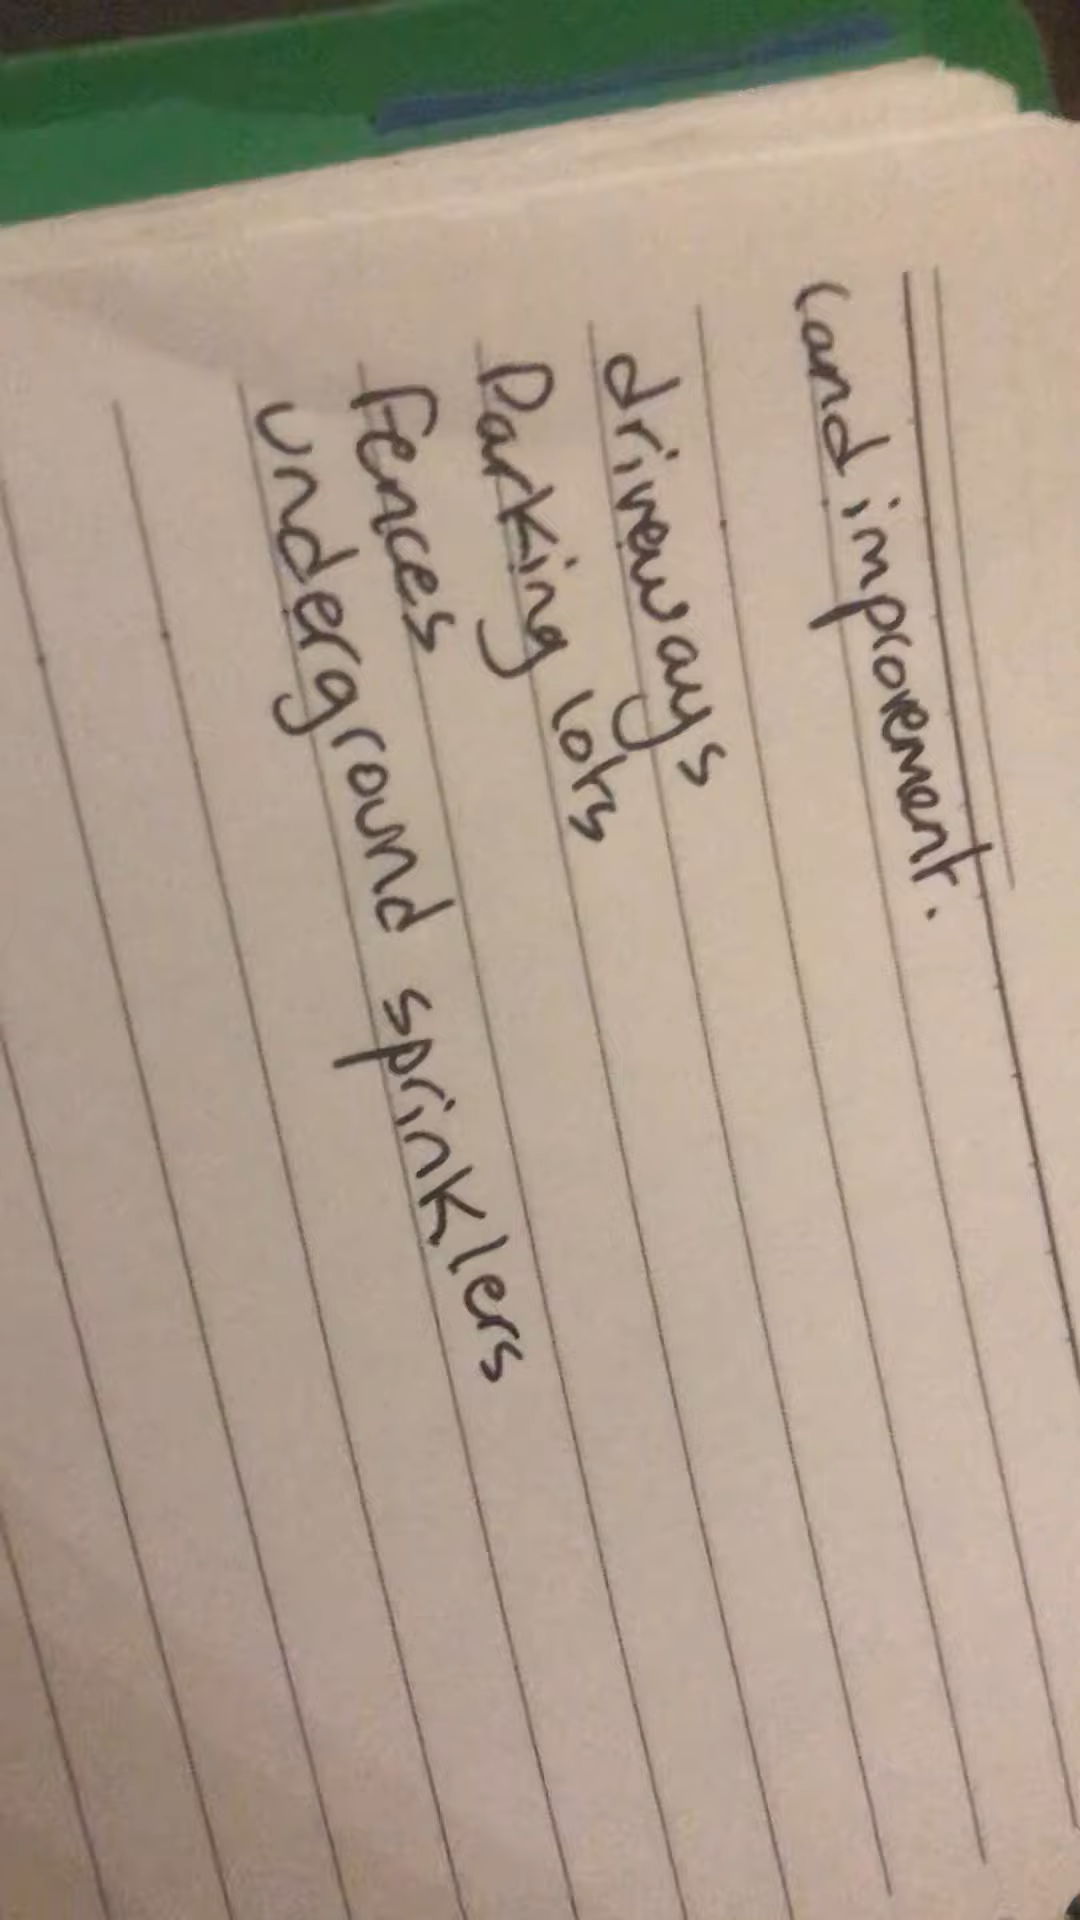 Land improvement.
driveways
Parking lots
Fences
underground sprinklers